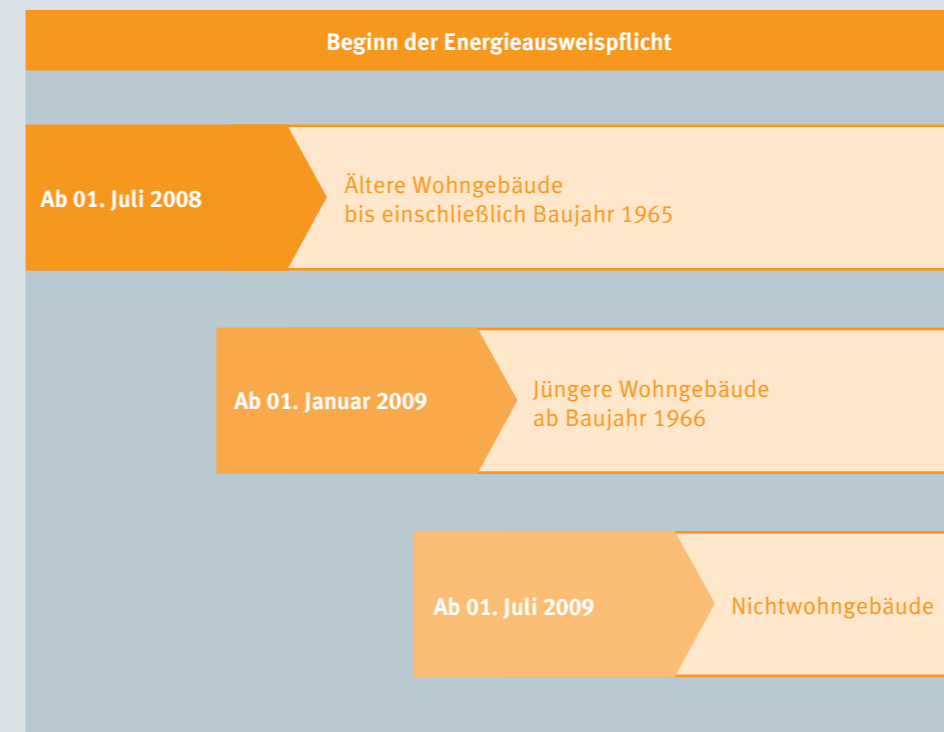 Beginn der Energieausweispflicht
Ab 01. Juli 2008
Ältere Wohngebäude
bis einschließlich Baujahr 1965
Ab 01. Januar 2009
Jüngere Wohngebäude
ab Baujahr 1966
Ab 01. Juli 2009
Nichtwohngebäude